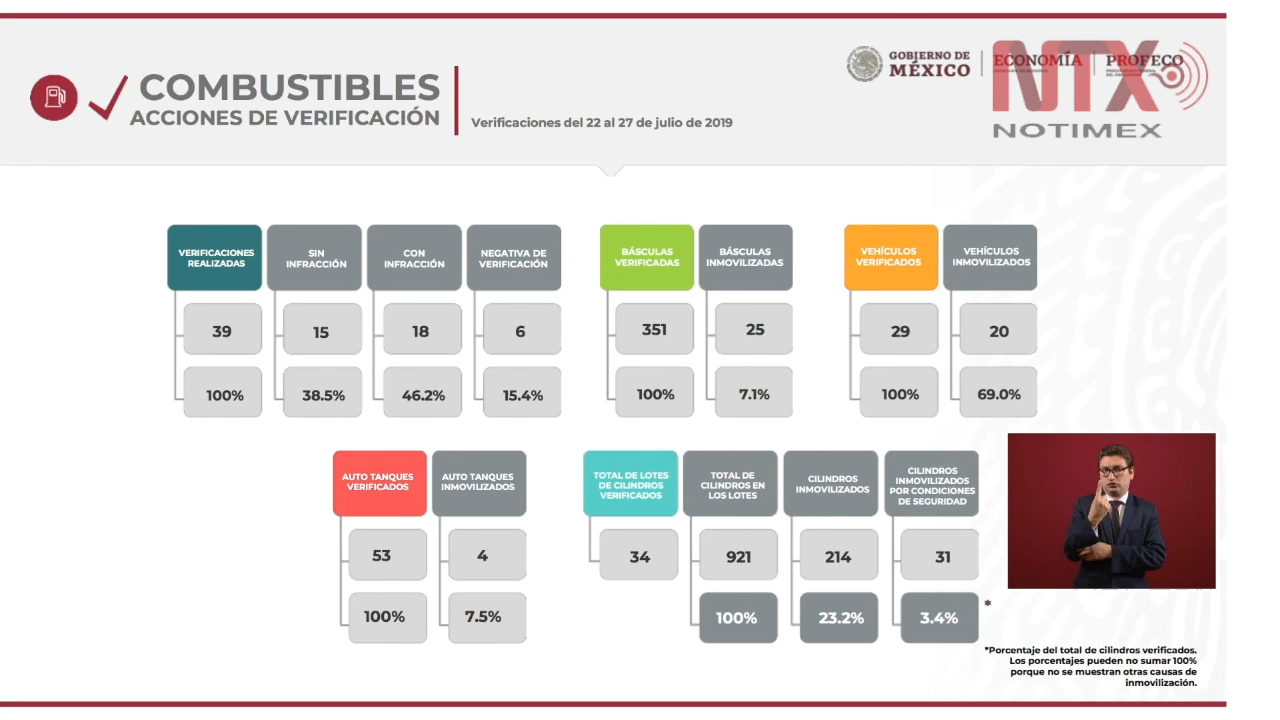 COMBUSTIBLES
ACCIONES DE VERIFICACIÓN
Verificaciones del 22 al 27 de julio de 2019
GOBIERNO DE
MÉXICO
ECONOMÍA
PROFECO
NTX
NOTIMEX
VERIFICACIONES
REALIZADAS
SIN
INFRACCIÓN
CON
INFRACCIÓN
NEGATIVA DE
VERIFICACIÓN
BÁSCULAS
VERIFICADAS
BÁSCULAS
INMOVILIZADAS
VEHÍCULOS
VERIFICADOS
VEHÍCULOS
INMOVILIZADOS
39
15
18
6
351
25
29
20
100%
38.5%
46.2%
15.4%
100%
7.1%
100%
69.0%
AUTO TANQUES
VERIFICADOS
AUTO TANQUES
INMOVILIZADOS
TOTAL DE LOTES
DE CILINDROS
VERIFICADOS
TOTAL DE
CILINDROS EN
LOS LOTES
CILINDROS
INMOVILIZADOS
CILINDROS
INMOVILIZADOS
POR CONDICIONES
DE SEGURIDAD
53
4
34
921
214
31
100%
7.5%
100%
23.2%
3.4%
*
*Porcentaje del total de cilindros verificados.
Los porcentajes pueden no sumar 100%
porque no se muestran otras causas de
inmovilización.